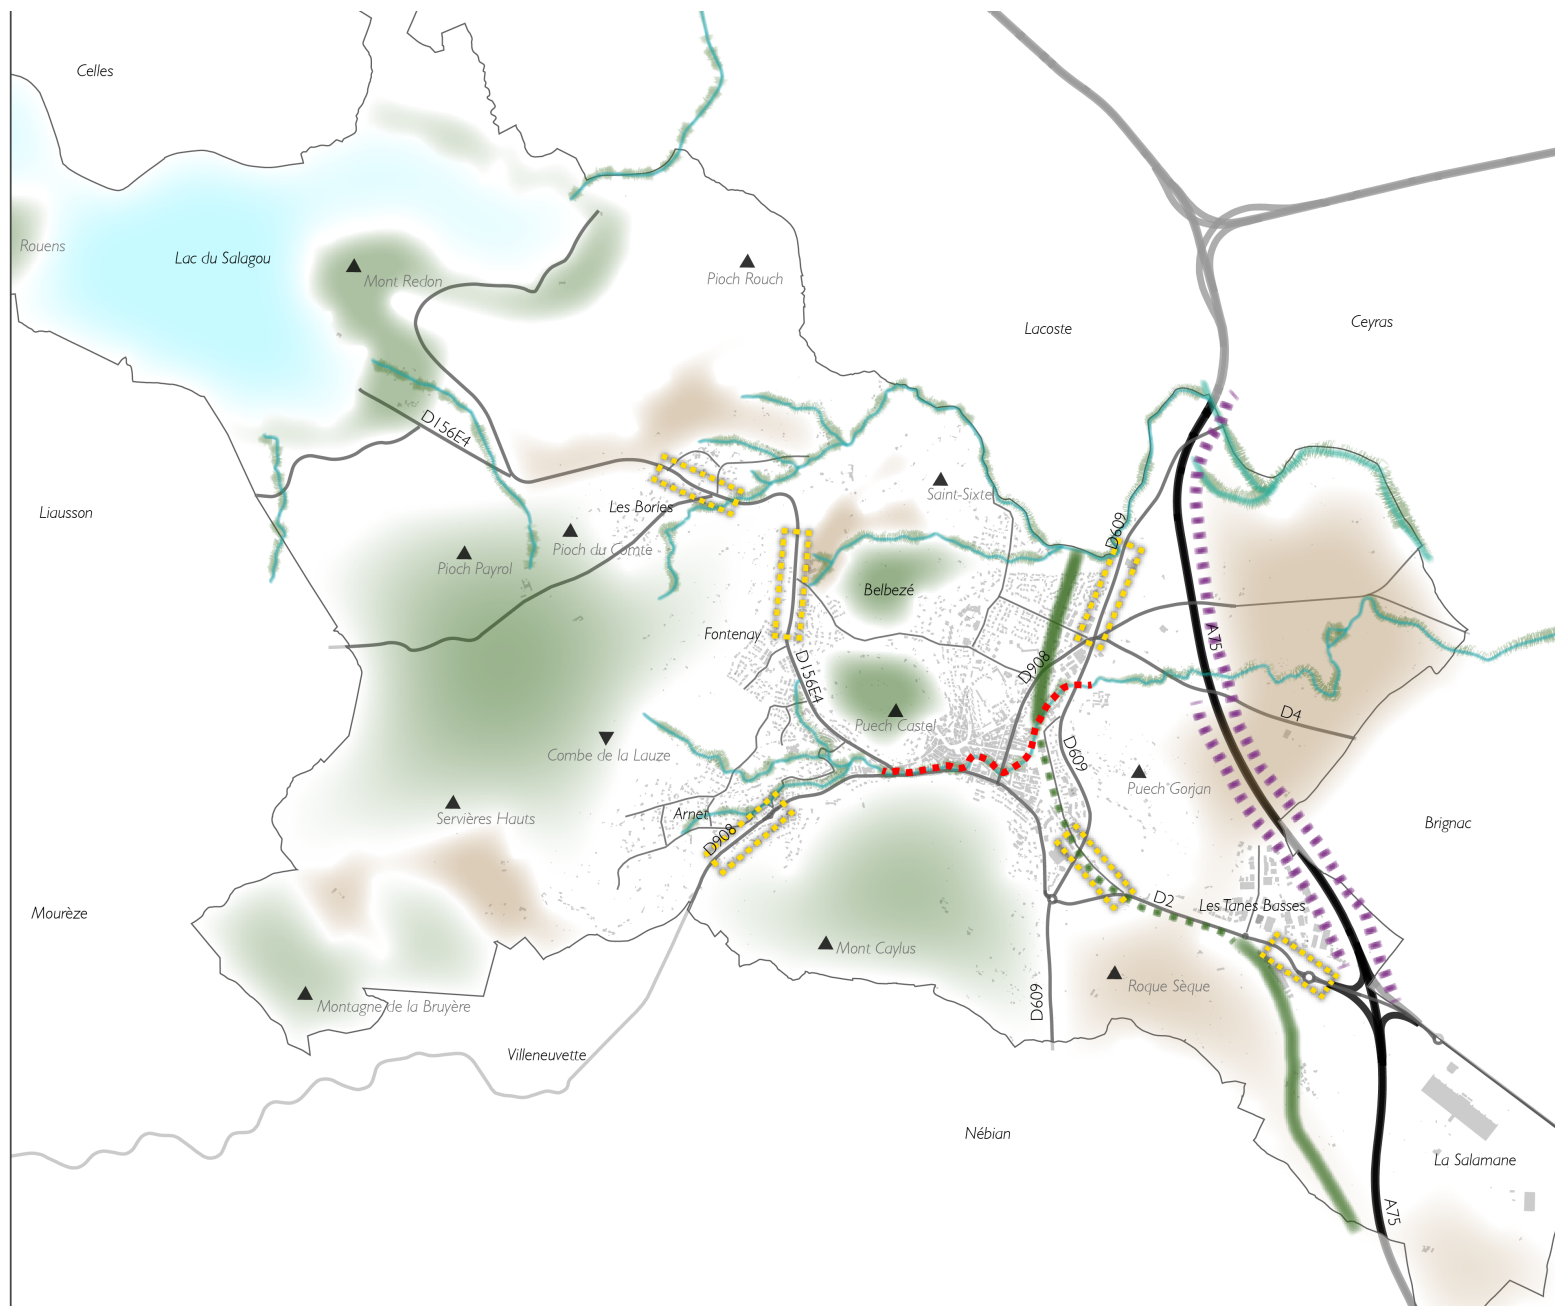 Celles
Rouens
Lac du Salagou
Mont Redon
Pioch Rouch
Lacoste
Ceyras
D156E4
Saint-Sixte
Liausson
Les Bories
D609
Pioch du Comte
Pioch Payrol
Belbezé
Fontenay
A75
D156E4
D908
Puech Castel
D4
Combe de la Lauze
D609
Puech Gorjan
Servières Hauts
Arnet
D908
Brignac
Mourèze
D2
Les Tanes Basses
Mont Caylus
Roque Sèque
Montagne de la Bruyère
D609
Villeneuvette
Nébian
La Salamane
A75